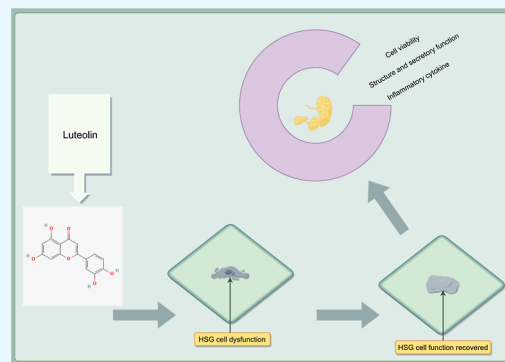 Cell viability
Structure and secretory function
Inflammatory cytokine
Luteolin
H
O
O
H
O
O
O
H
O
H
HSG cell dysfunction
HSG cell function recovered